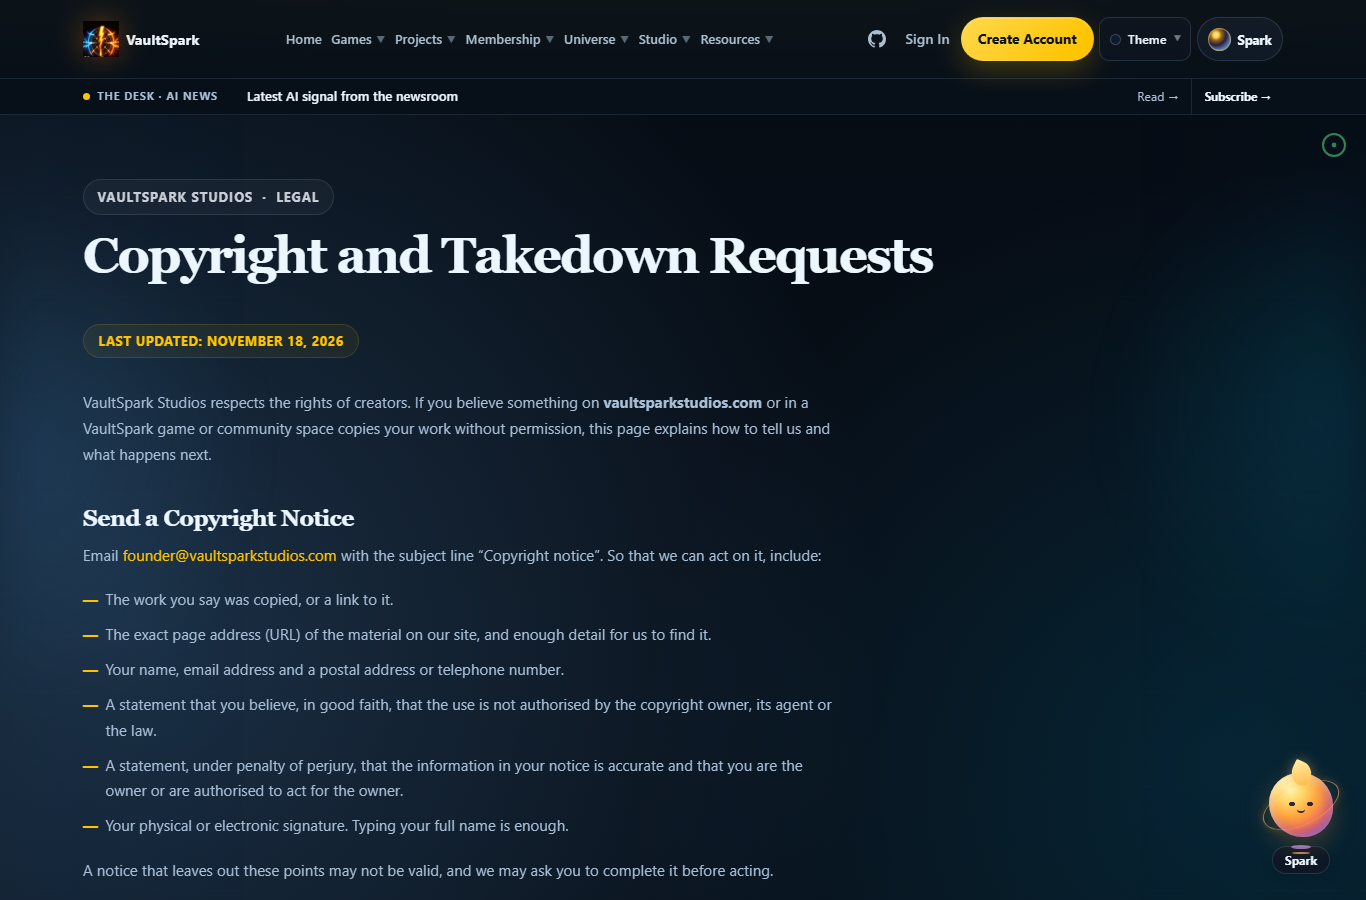 VaultSpark
Home Games Projects Membership Universe Studio Resources
Sign In
Create Account
Theme
Spark
THE DESK · AI NEWS
Latest AI signal from the newsroom
Read →
Subscribe →
VAULTSPARK STUDIOS · LEGAL
Copyright and Takedown Requests
LAST UPDATED: NOVEMBER 18, 2026
VaultSpark Studios respects the rights of creators. If you believe something on vaultsparkstudios.com or in a
VaultSpark game or community space copies your work without permission, this page explains how to tell us and
what happens next.
Send a Copyright Notice
Email founder@vaultsparkstudios.com with the subject line “Copyright notice”. So that we can act on it, include:
— The work you say was copied, or a link to it.
— The exact page address (URL) of the material on our site, and enough detail for us to find it.
— Your name, email address and a postal address or telephone number.
— A statement that you believe, in good faith, that the use is not authorised by the copyright owner, its agent or
the law.
— A statement, under penalty of perjury, that the information in your notice is accurate and that you are the
owner or are authorised to act for the owner.
— Your physical or electronic signature. Typing your full name is enough.
A notice that leaves out these points may not be valid, and we may ask you to complete it before acting.
Spark